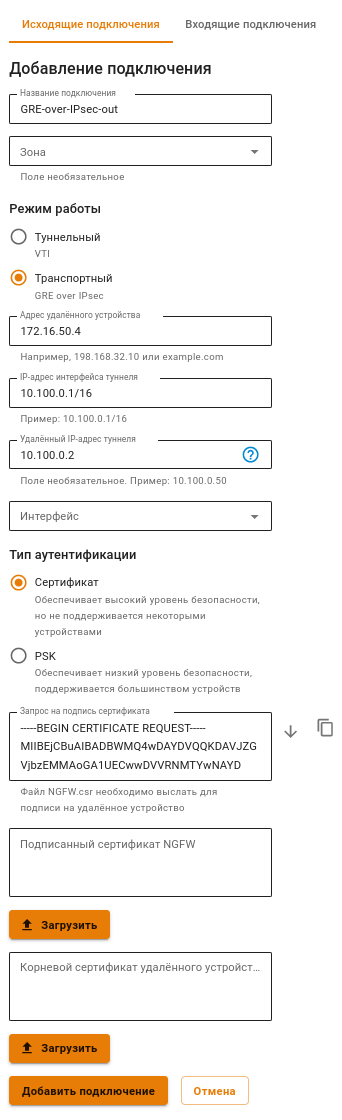 Исходящие подключения
Входящие подключения
Добавление подключения
Название подключения
GRE-over-IPsec-out
Зона
Поле необязательное
Режим работы
Туннельный
VTI
Транспортный
GRE over IPsec
Адрес удалённого устройства
172.16.50.4
Например, 198.168.32.10 или example.com
IP-адрес интерфейса туннеля
10.100.0.1/16
Пример: 10.100.0.1/16
Удалённый IP-адрес туннеля
10.100.0.2
Поле необязательное. Пример: 10.100.0.50
Интерфейс
Тип аутентификации
Сертификат
Обеспечивает высокий уровень безопасности,
но не поддерживается некоторыми
устройствами
PSK
Обеспечивает низкий уровень безопасности,
поддерживается большинством устройств
Запрос на подпись сертификата
-----BEGIN CERTIFICATE REQUEST-----
MIIBEjCBuAIBADBWMQ4wDAYDVQQKDAVJZG
VjbzEMMAoGA1UECwwDVVRNMTYwNAYD
Файл NGFW.csr необходимо выслать для
подписи на удалённое устройство
Подписанный сертификат NGFW
Загрузить
Корневой сертификат удалённого устройст...
Загрузить
Добавить подключение
Отмена